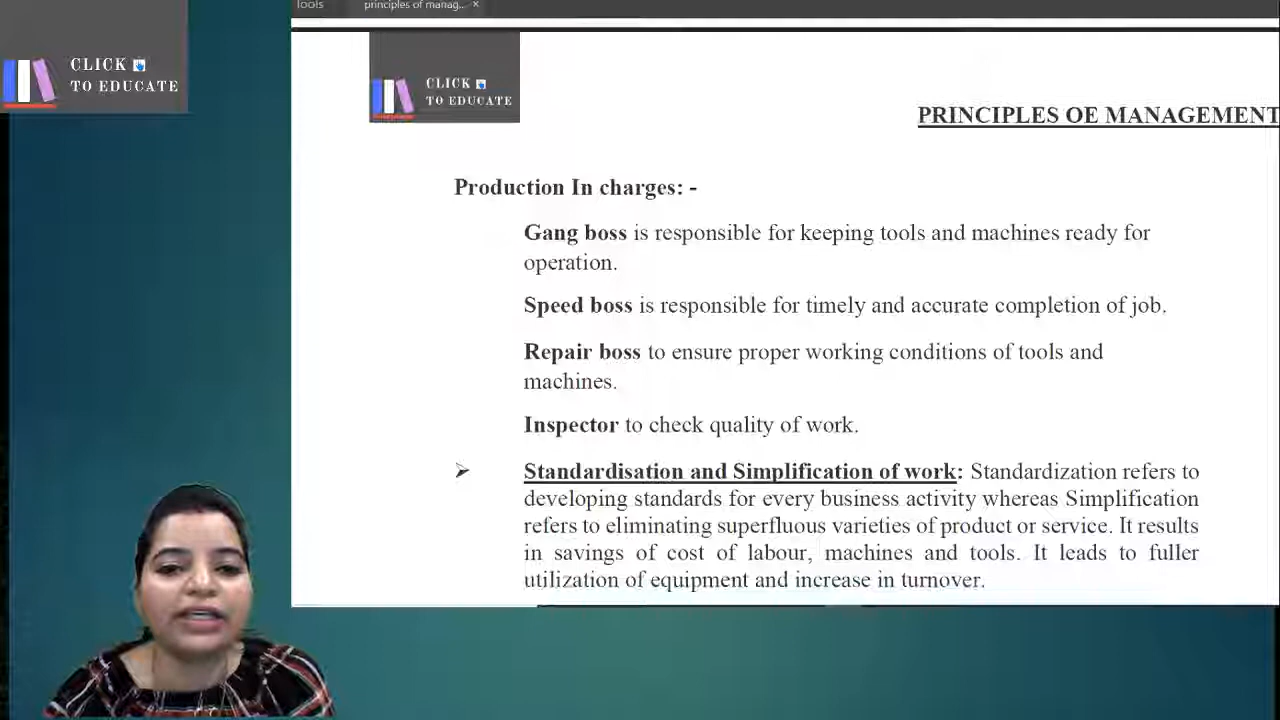 Tools
principles of manag... ×
CLICK
TO EDUCATE
CLICK
TO EDUCATE
PRINCIPLES OE MANAGEMENT
Production In charges: -
Gang boss is responsible for keeping tools and machines ready for
operation.
Speed boss is responsible for timely and accurate completion of job.
Repair boss to ensure proper working conditions of tools and
machines.
Inspector to check quality of work.
➢ Standardisation and Simplification of work: Standardization refers to
developing standards for every business activity whereas Simplification
refers to eliminating superfluous varieties of product or service. It results
in savings of cost of labour, machines and tools. It leads to fuller
utilization of equipment and increase in turnover.